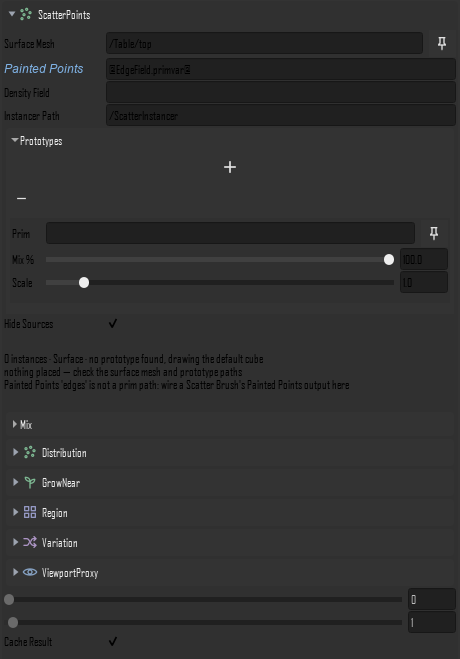 ScatterPoints
Surface Mesh /Table/top
Painted Points EdgeField.primvar
Density Field
Instancer Path /ScatterInstancer
Prototypes
+
−
Prim
Mix % 100.0
Scale 1.0
Hide Sources ✓
0 instances · Surface · no prototype found, drawing the default cube
nothing placed — check the surface mesh and prototype paths
Painted Points 'edges' is not a prim path; wire a Scatter Brush's Painted Points output here
Mix
Distribution
GrowNear
Region
Variation
ViewportProxy
0
1
Cache Result ✓